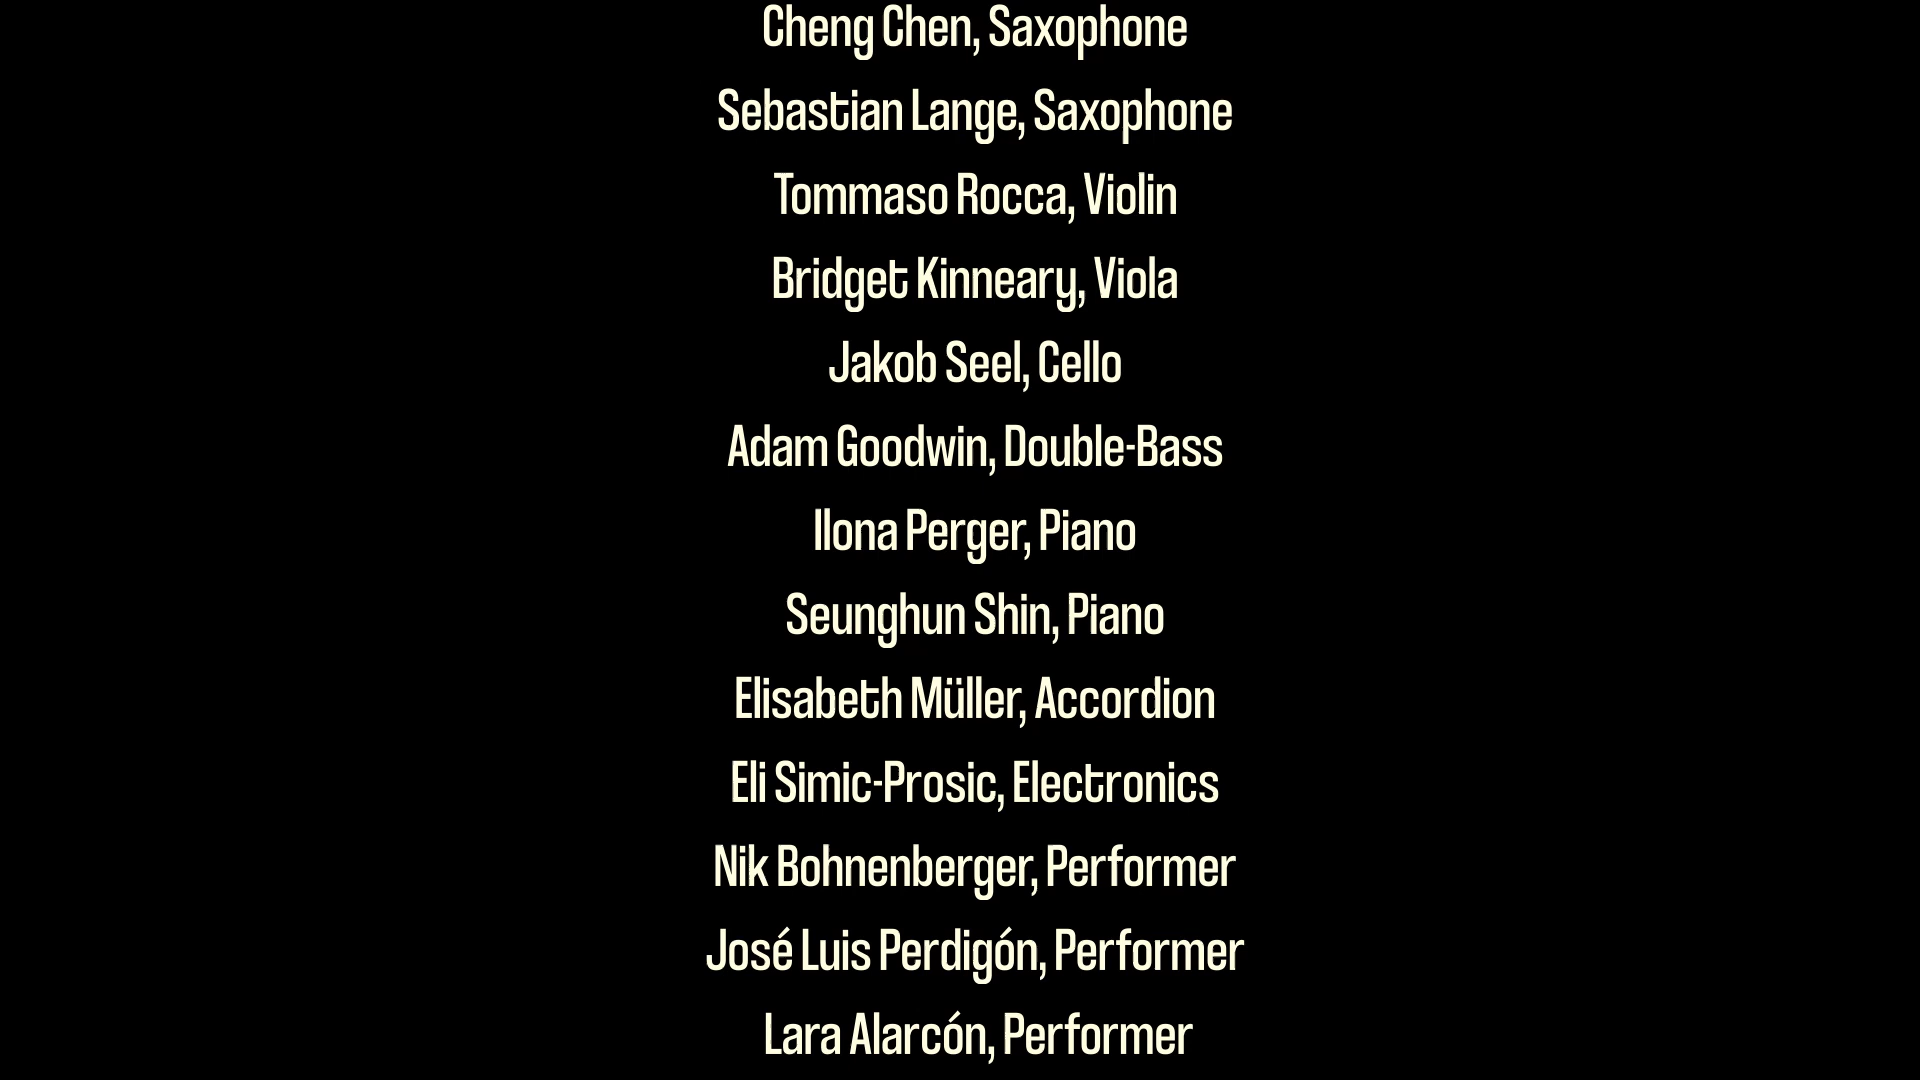 Cheng Chen, Saxophone
Sebastian Lange, Saxophone
Tommaso Rocca, Violin
Bridget Kinneary, Viola
Jakob Seel, Cello
Adam Goodwin, Double-Bass
Ilona Perger, Piano
Seunghun Shin, Piano
Elisabeth Müller, Accordion
Eli Simic-Prosic, Electronics
Nik Bohnenberger, Performer
José Luis Perdigón, Performer
Lara Alarcón, Performer